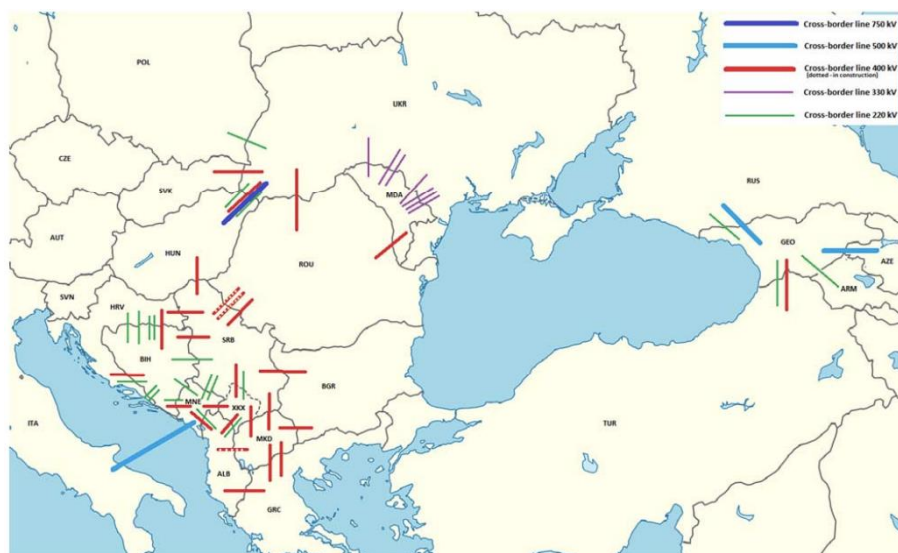 Cross-border line 750 kV
Cross-border line 500 kV
Cross-border line 400 kV
(dotted - in construction)
Cross-border line 330 kV
Cross-border line 220 kV
POL
UKR
CZE
SVK
MDA
RUS
AUT
HUN
ROU
GEO
AZE
SVN
HRV
SRB
ARM
BIH
BGR
MNE
XKX
ITA
MKD
TUR
ALB
GRC